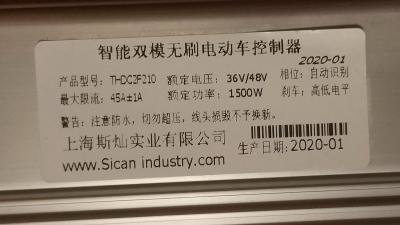 智能双模无刷电动车控制器
2020-01
产品型号: THDC2F210 额定电压: 36V/48V 相位: 自动识别
最大限流: 45A±1A 额定功率: 1500W 刹车: 高低电平
警告: 注意防水, 切勿超压, 线头损毁不予换新.
上海斯灿实业有限公司
www.Sican industry.com 生产日期: 2020-01